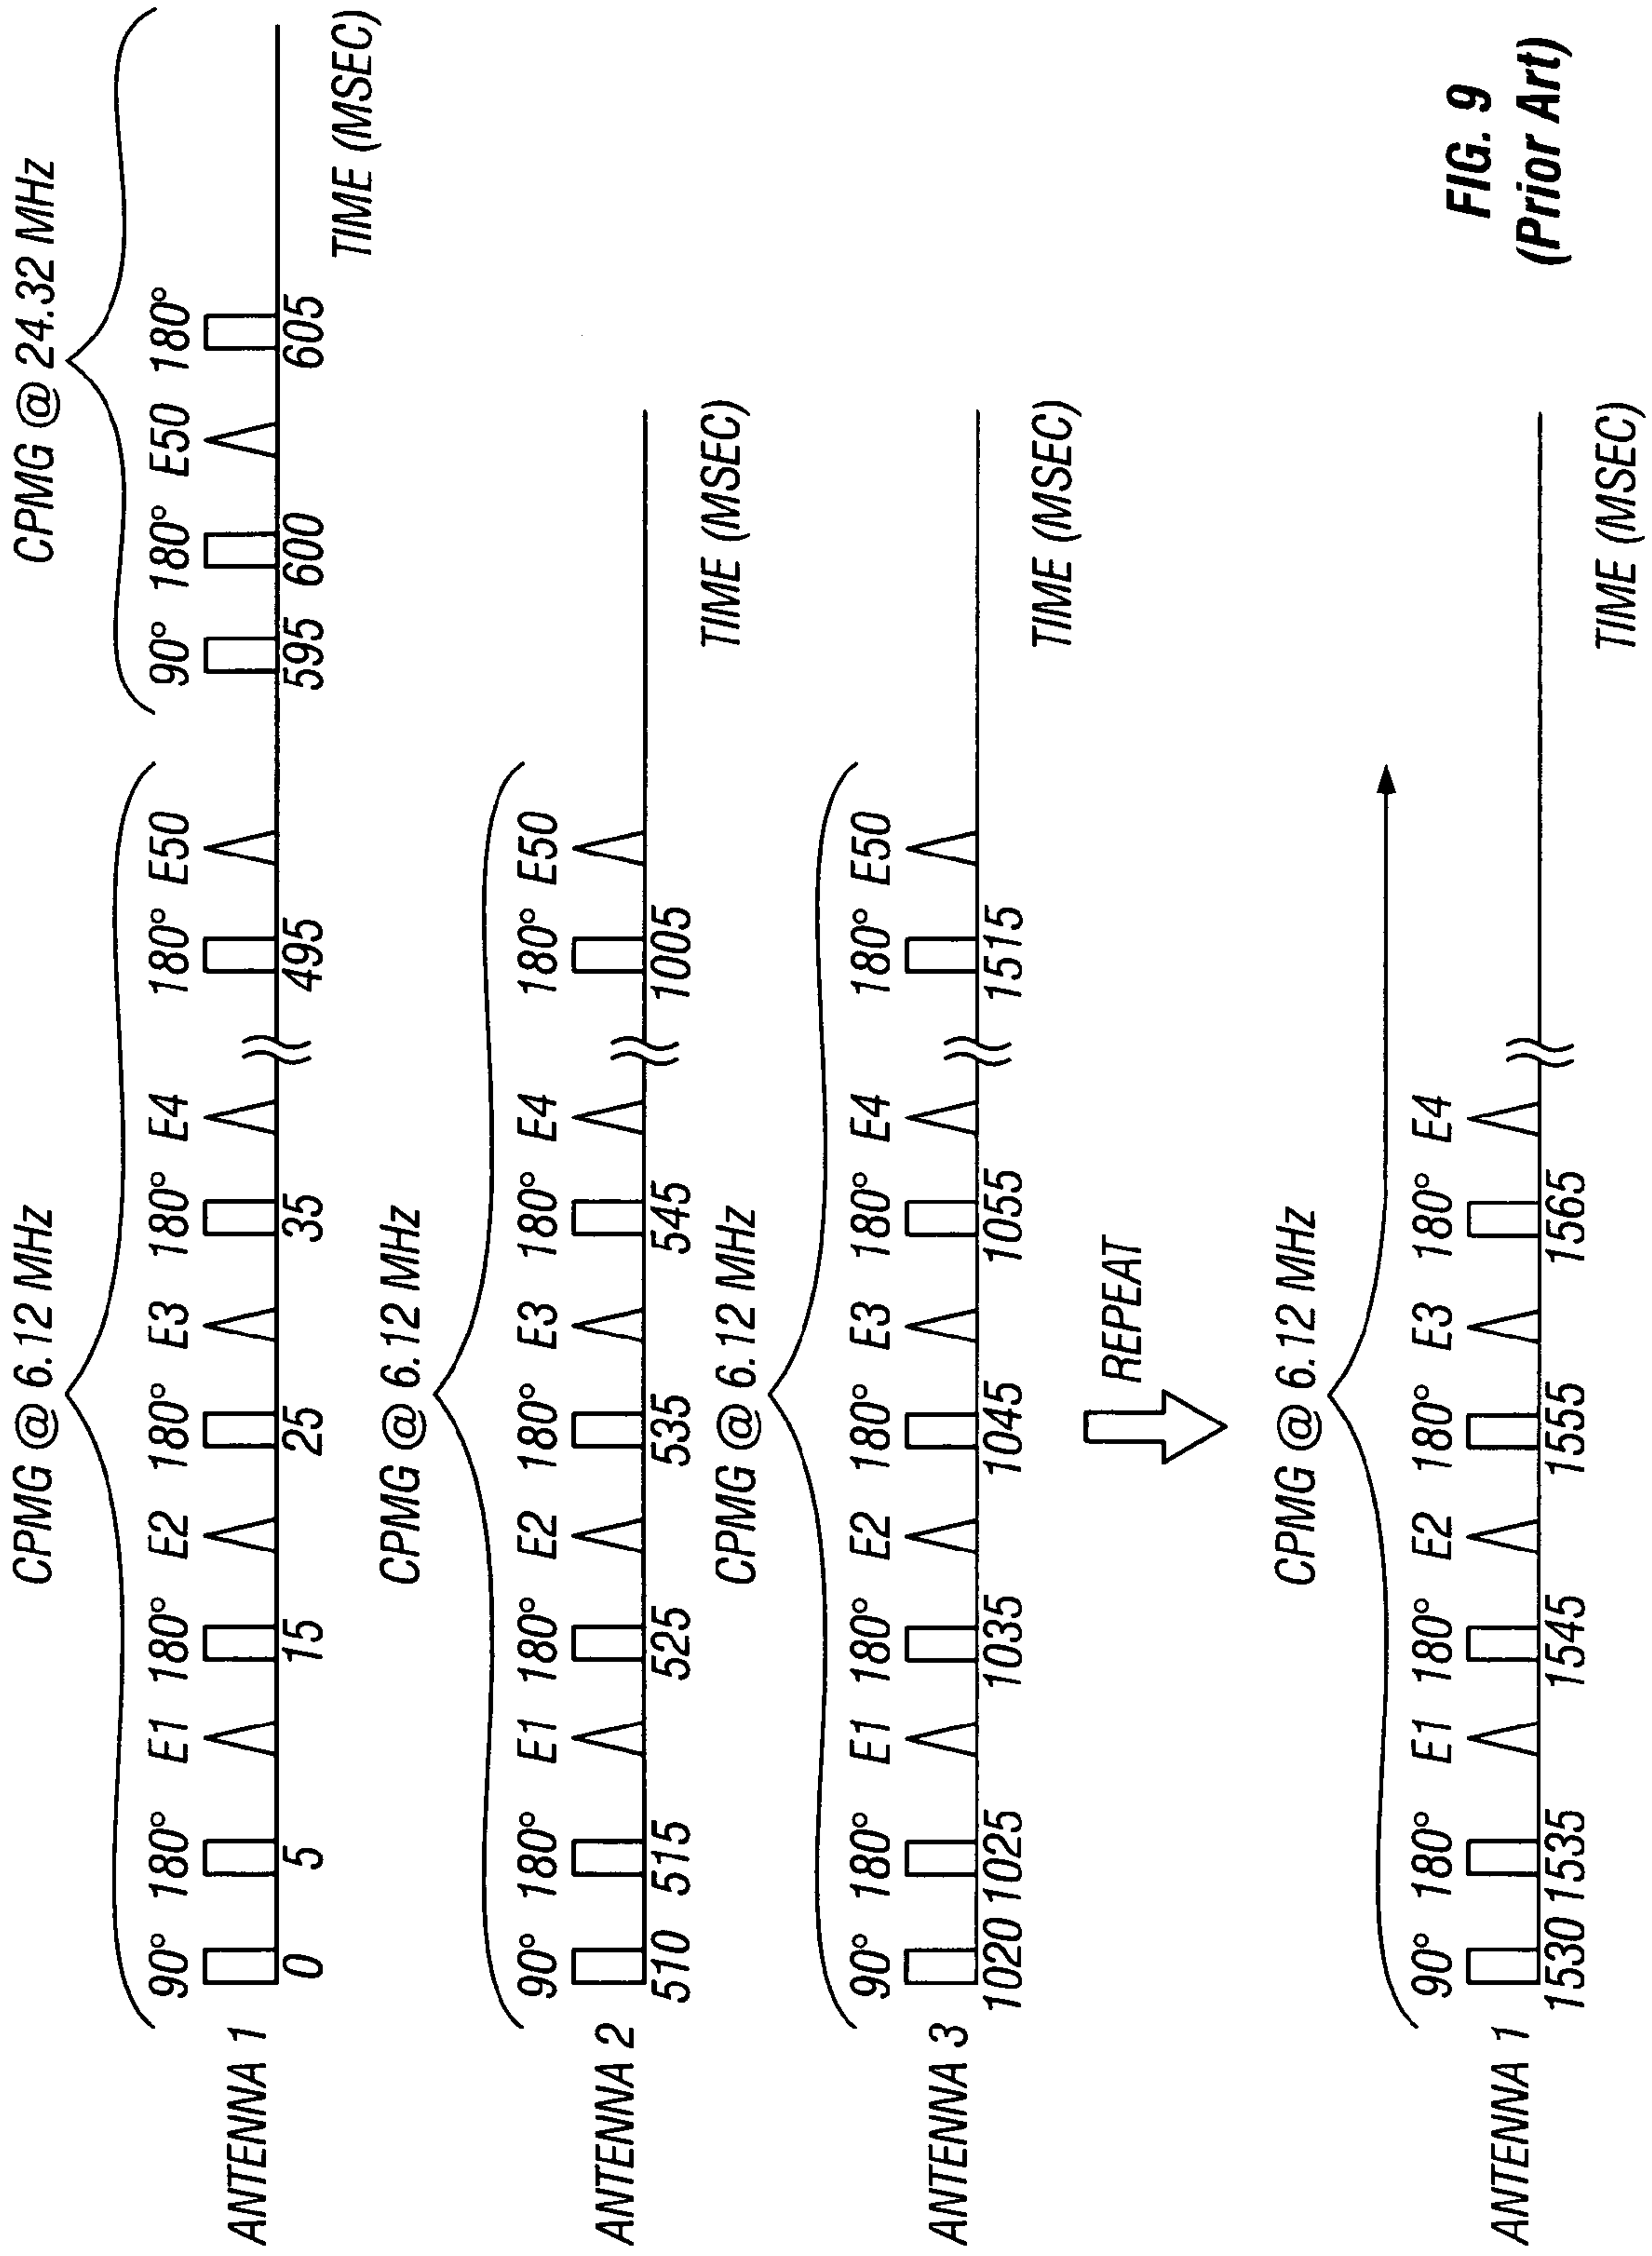 CPMG @ 6.12 MHz
CPMG @ 24.32 MHz
90° 180° E1 180° E2 180° E3 180° E4 180° E50 90° 180° E50 180°
ANTENNA 1
0 5 15 25 35 495 595 600 605
TIME (MSEC)
CPMG @ 6.12 MHz
90° 180° E1 180° E2 180° E3 180° E4 180° E50
ANTENNA 2
510 515 525 535 545 1005
TIME (MSEC)
CPMG @ 6.12 MHz
90° 180° E1 180° E2 180° E3 180° E4 180° E50
ANTENNA 3
1020 1025 1035 1045 1055 1515
TIME (MSEC)
REPEAT
CPMG @ 6.12 MHz
90° 180° E1 180° E2 180° E3 180° E4
ANTENNA 1
1530 1535 1545 1555 1565
TIME (MSEC)
FIG. 9
(Prior Art)